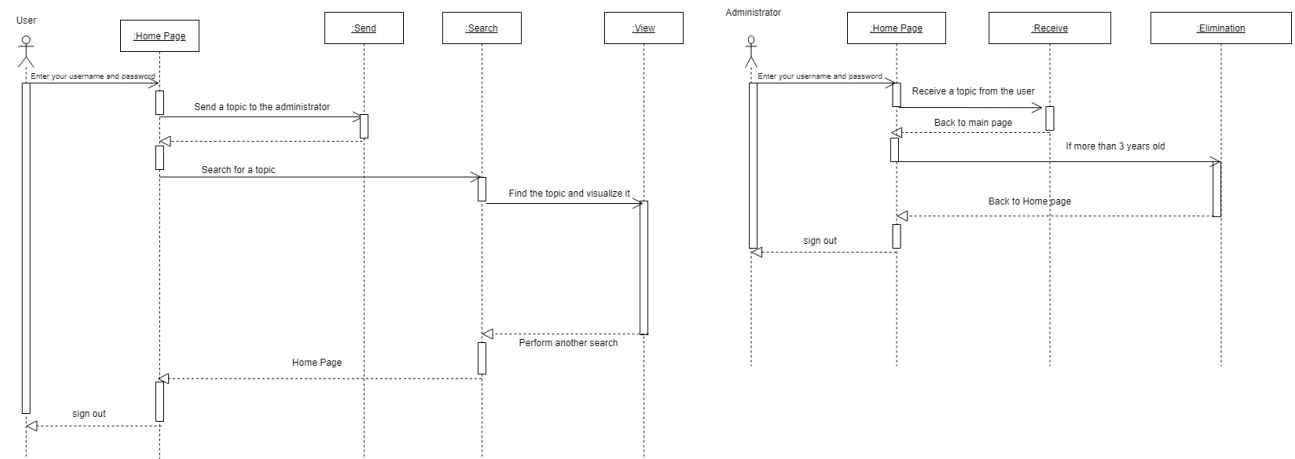 User
:Home Page
:Send
:Search
:View
Enter your username and password
Send a topic to the administrator
Search for a topic
Find the topic and visualize it
Perform another search
Home Page
sign out
Administrator
:Home Page
:Receive
:Elimination
Enter your username and password
Receive a topic from the user
Back to main page
If more than 3 years old
Back to Home page
sign out